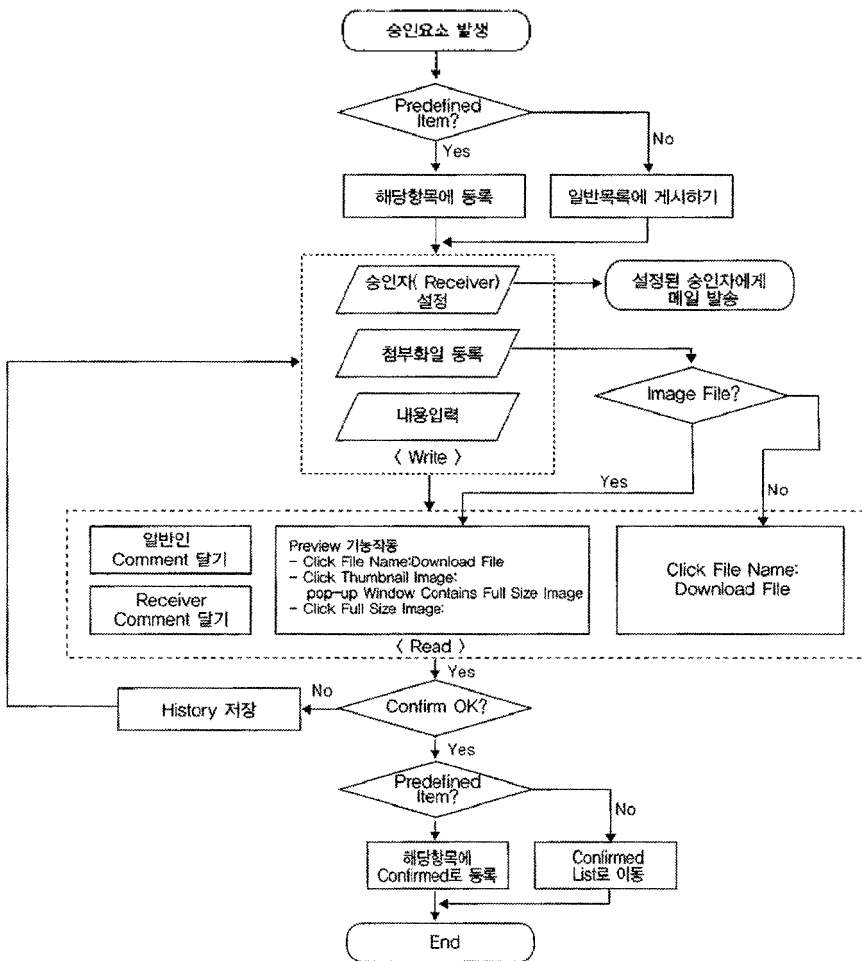 승인요소 발생
Predefined
Item?
Yes
No
해당항목에 등록
일반목록에 게시하기
승인자( Receiver)
설정
설정된 승인자에게
메일 발송
첨부화일 등록
Image File?
내용입력
< Write >
Yes
No
일반인
Comment 달기
Receiver
Comment 달기
Preview 기능작동
- Click File Name:Download File
- Click Thumbnail Image:
pop-up Window Contains Full Size Image
- Click Full Size Image:
Click File Name:
Download File
< Read >
Yes
No
History 저장
Confirm OK?
Yes
Predefined
Item?
No
해당항목에
Confirmed로 등록
Confirmed
List로 이동
End